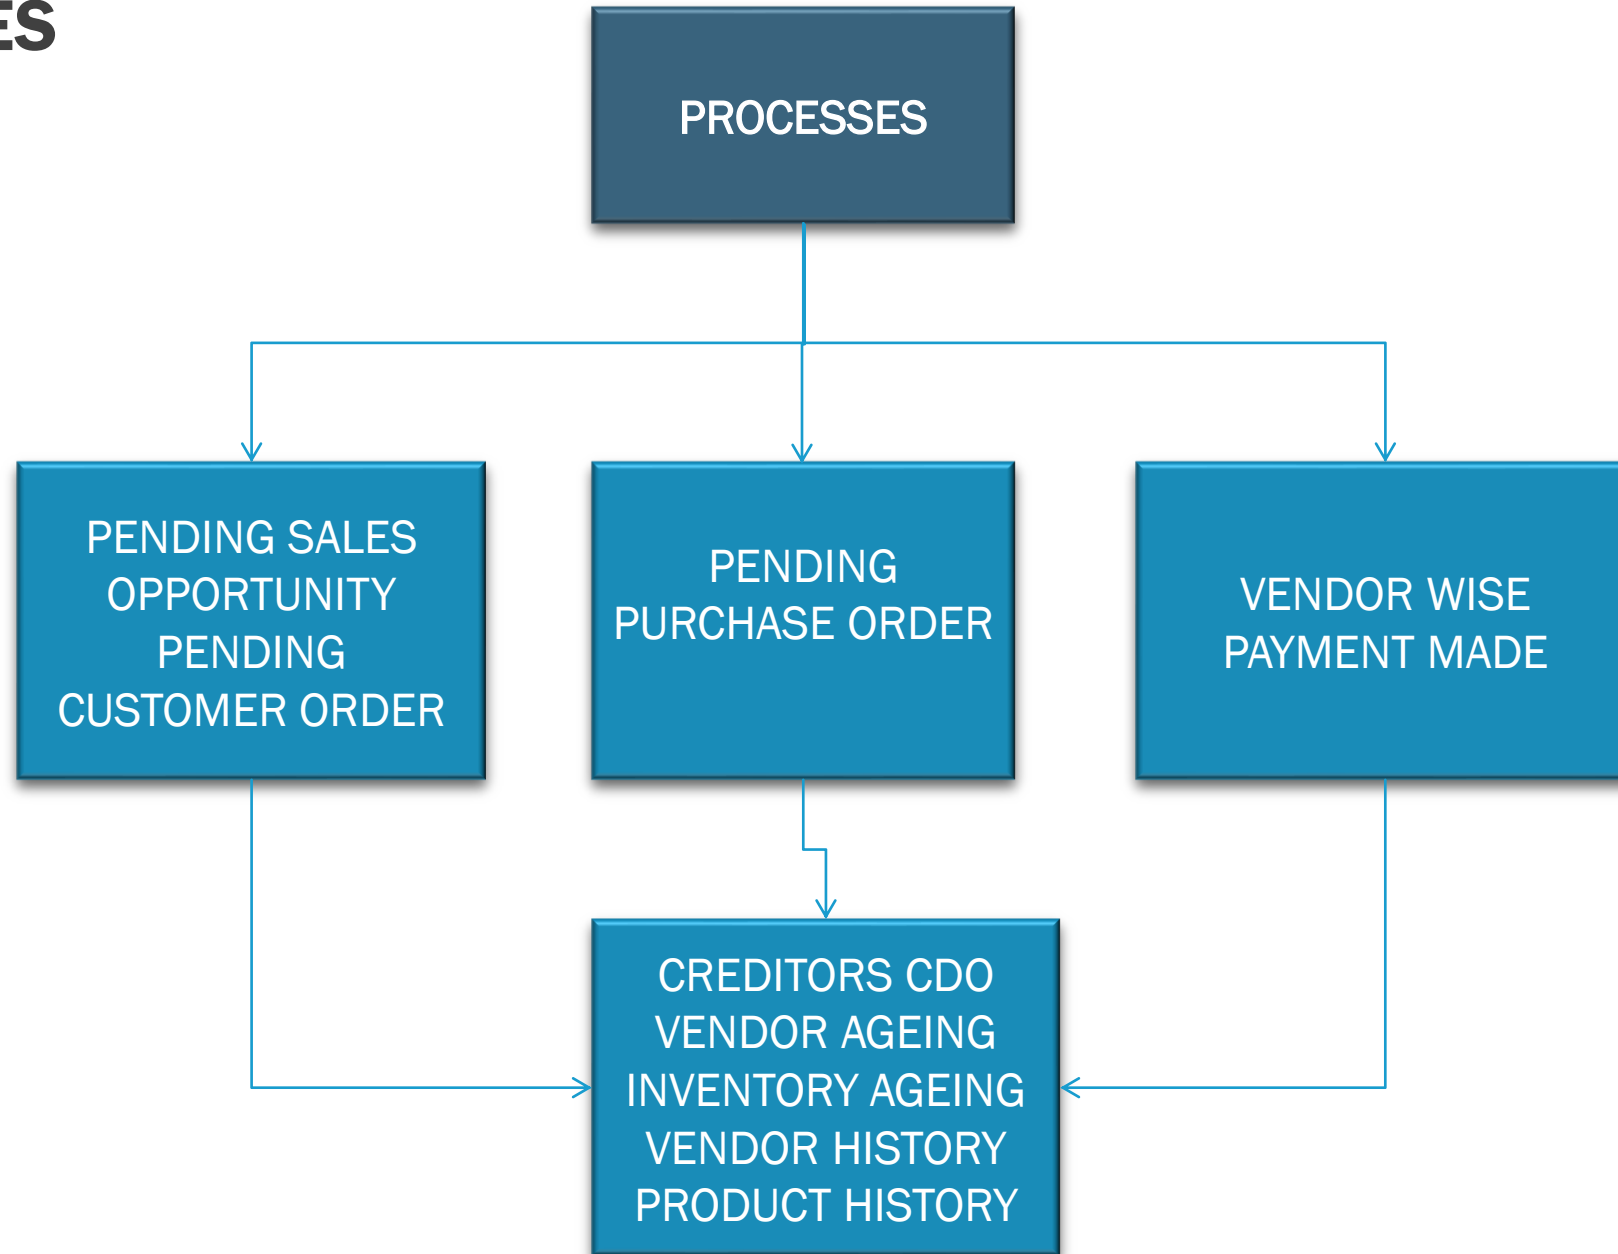 ES
PROCESSES
PENDING SALES
OPPORTUNITY
PENDING
CUSTOMER ORDER
PENDING
PURCHASE ORDER
VENDOR WISE
PAYMENT MADE
CREDITORS CDO
VENDOR AGEING
INVENTORY AGEING
VENDOR HISTORY
PRODUCT HISTORY